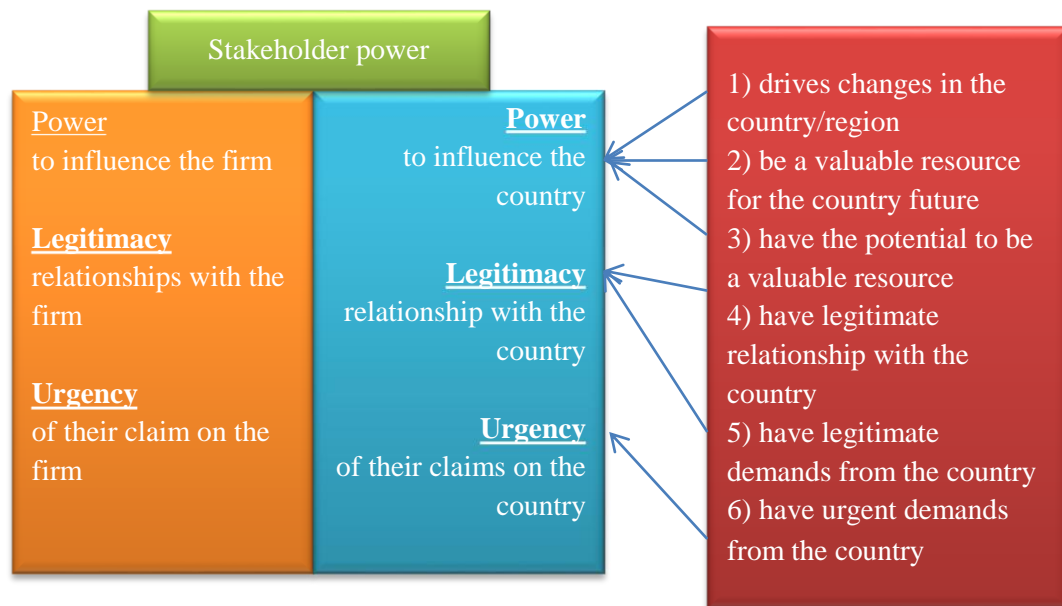 Stakeholder power
Power
to influence the firm
Legitimacy
relationships with the
firm
Urgency
of their claim on the
firm
Power
to influence the
country
Legitimacy
relationship with the
country
Urgency
of their claims on the
country
1) drives changes in the
country/region
2) be a valuable resource
for the country future
3) have the potential to be
a valuable resource
4) have legitimate
relationship with the
country
5) have legitimate
demands from the country
6) have urgent demands
from the country